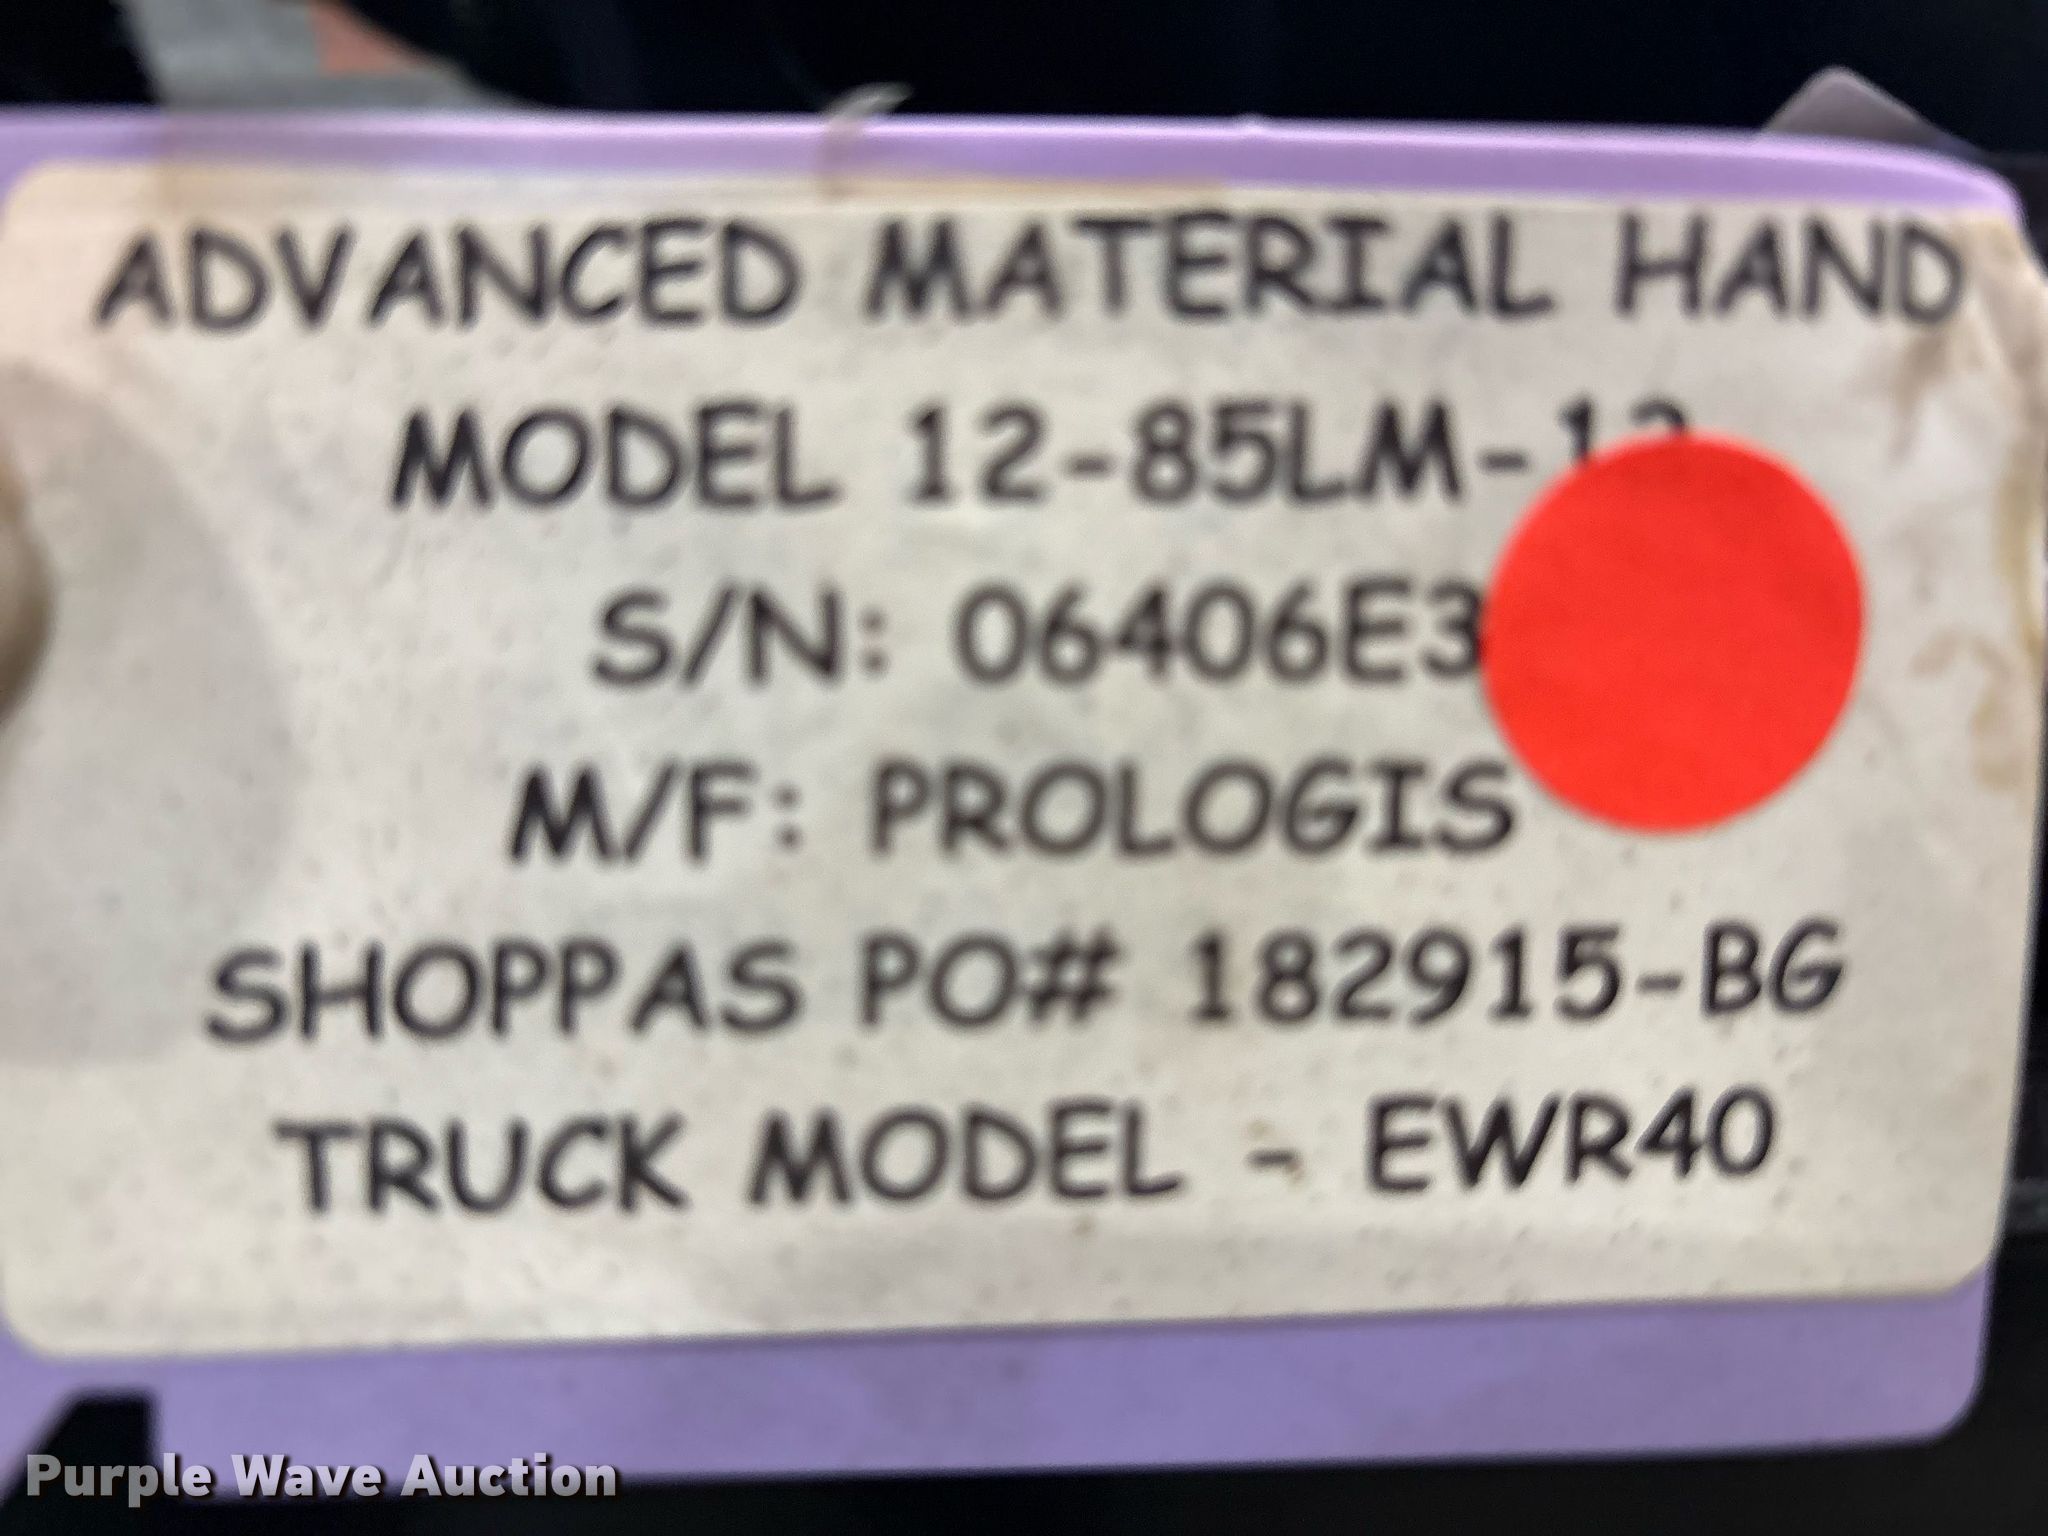 ADVANCED MATERIAL HAND
MODEL 12-85LM-
S/N: 06406E3
M/F: PROLOGIS
SHOPPAS PO# 182915-BG
TRUCK MODEL - EWR40
Purple Wave Auction